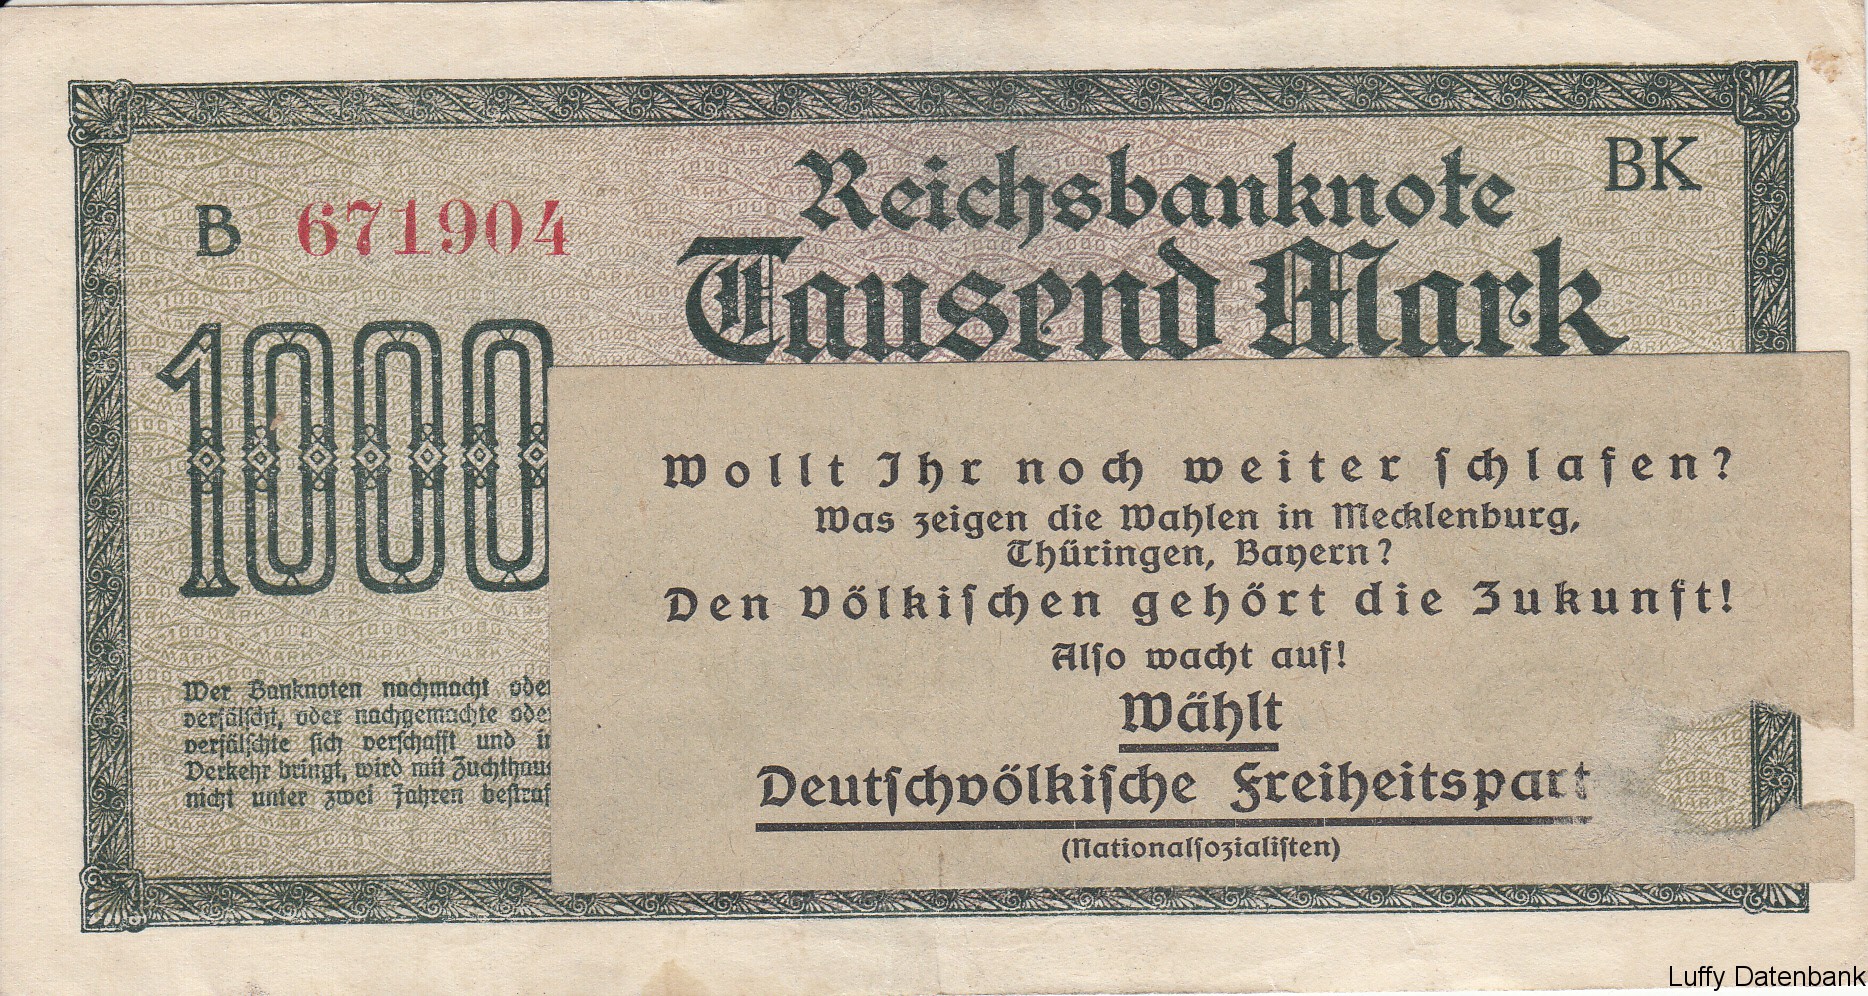 Reichsbanknote
BK
B 671904
Tausend Mark
1000
Wer Banknoten nachmacht oder
verfälscht, oder nachgemachte oder
verfälschte sich verschafft und in
Verkehr bringt, wird mit Zuchthaus
nicht unter zwei Jahren bestraf
Wollt Ihr noch weiter schlafen?
Was zeigen die Wahlen in Mecklenburg,
Thüringen, Bayern?
Den Völkischen gehört die Zukunft!
Also wacht auf!
Wählt
Deutschvölkische Freiheitspart
(Nationalsozialisten)
Luffy Datenbank